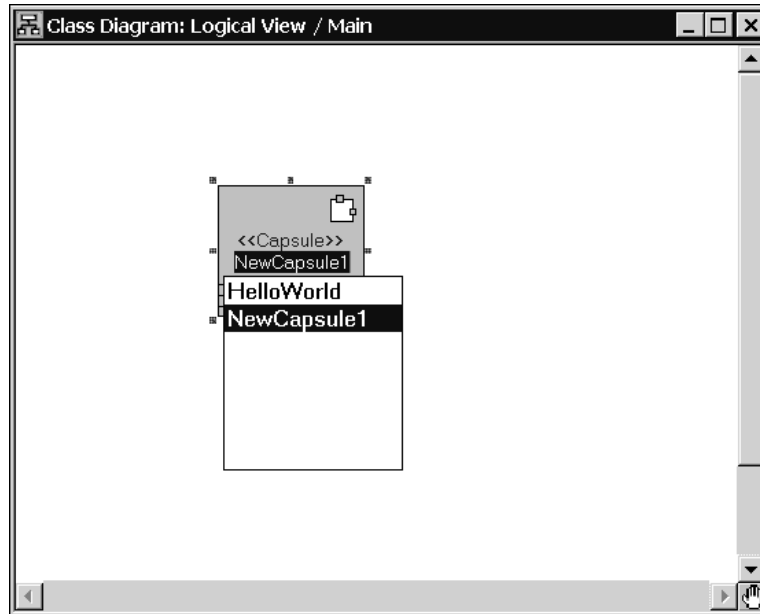 Class Diagram: Logical View / Main
<<Capsule>>
NewCapsule1
HelloWorld
NewCapsule1